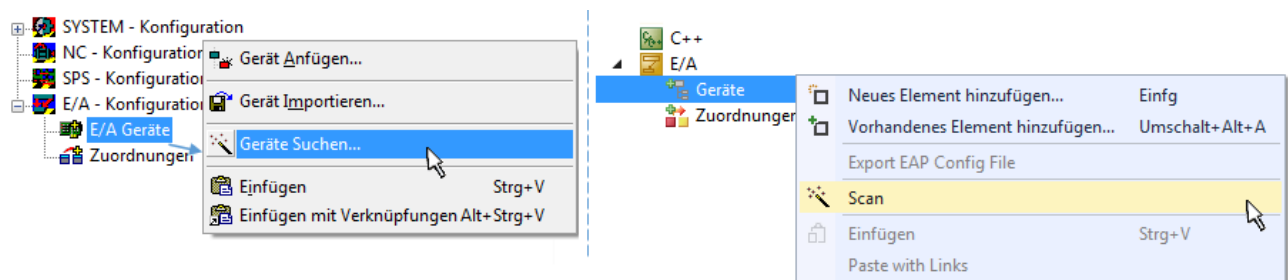 SYSTEM - Konfiguration
NC - Konfiguration
SPS - Konfiguration
E/A - Konfiguration
E/A Geräte
Zuordnungen
Gerät Anfügen...
Gerät Importieren...
Geräte Suchen...
Einfügen Strg+V
Einfügen mit Verknüpfungen Alt+Strg+V
C++
E/A
Geräte
Zuordnungen
Neues Element hinzufügen... Einfg
Vorhandenes Element hinzufügen... Umschalt+Alt+A
Export EAP Config File
Scan
Einfügen Strg+V
Paste with Links